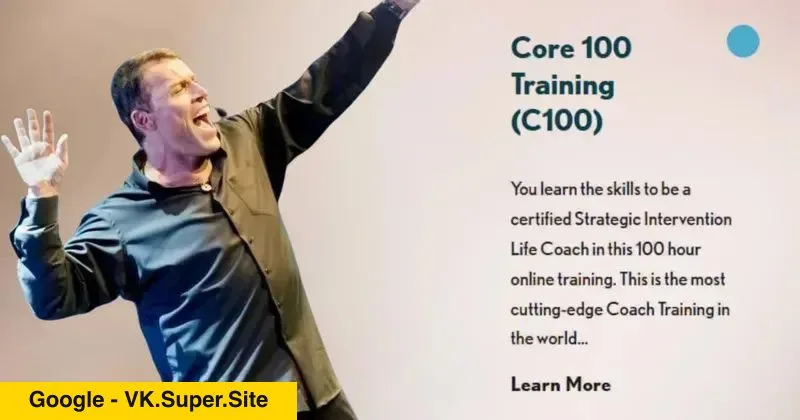 Core 100
Training
(C100)
You learn the skills to be a
certified Strategic Intervention
Life Coach in this 100 hour
online training. This is the most
cutting-edge Coach Training in
the world...
Learn More
Google - VK.Super.Site